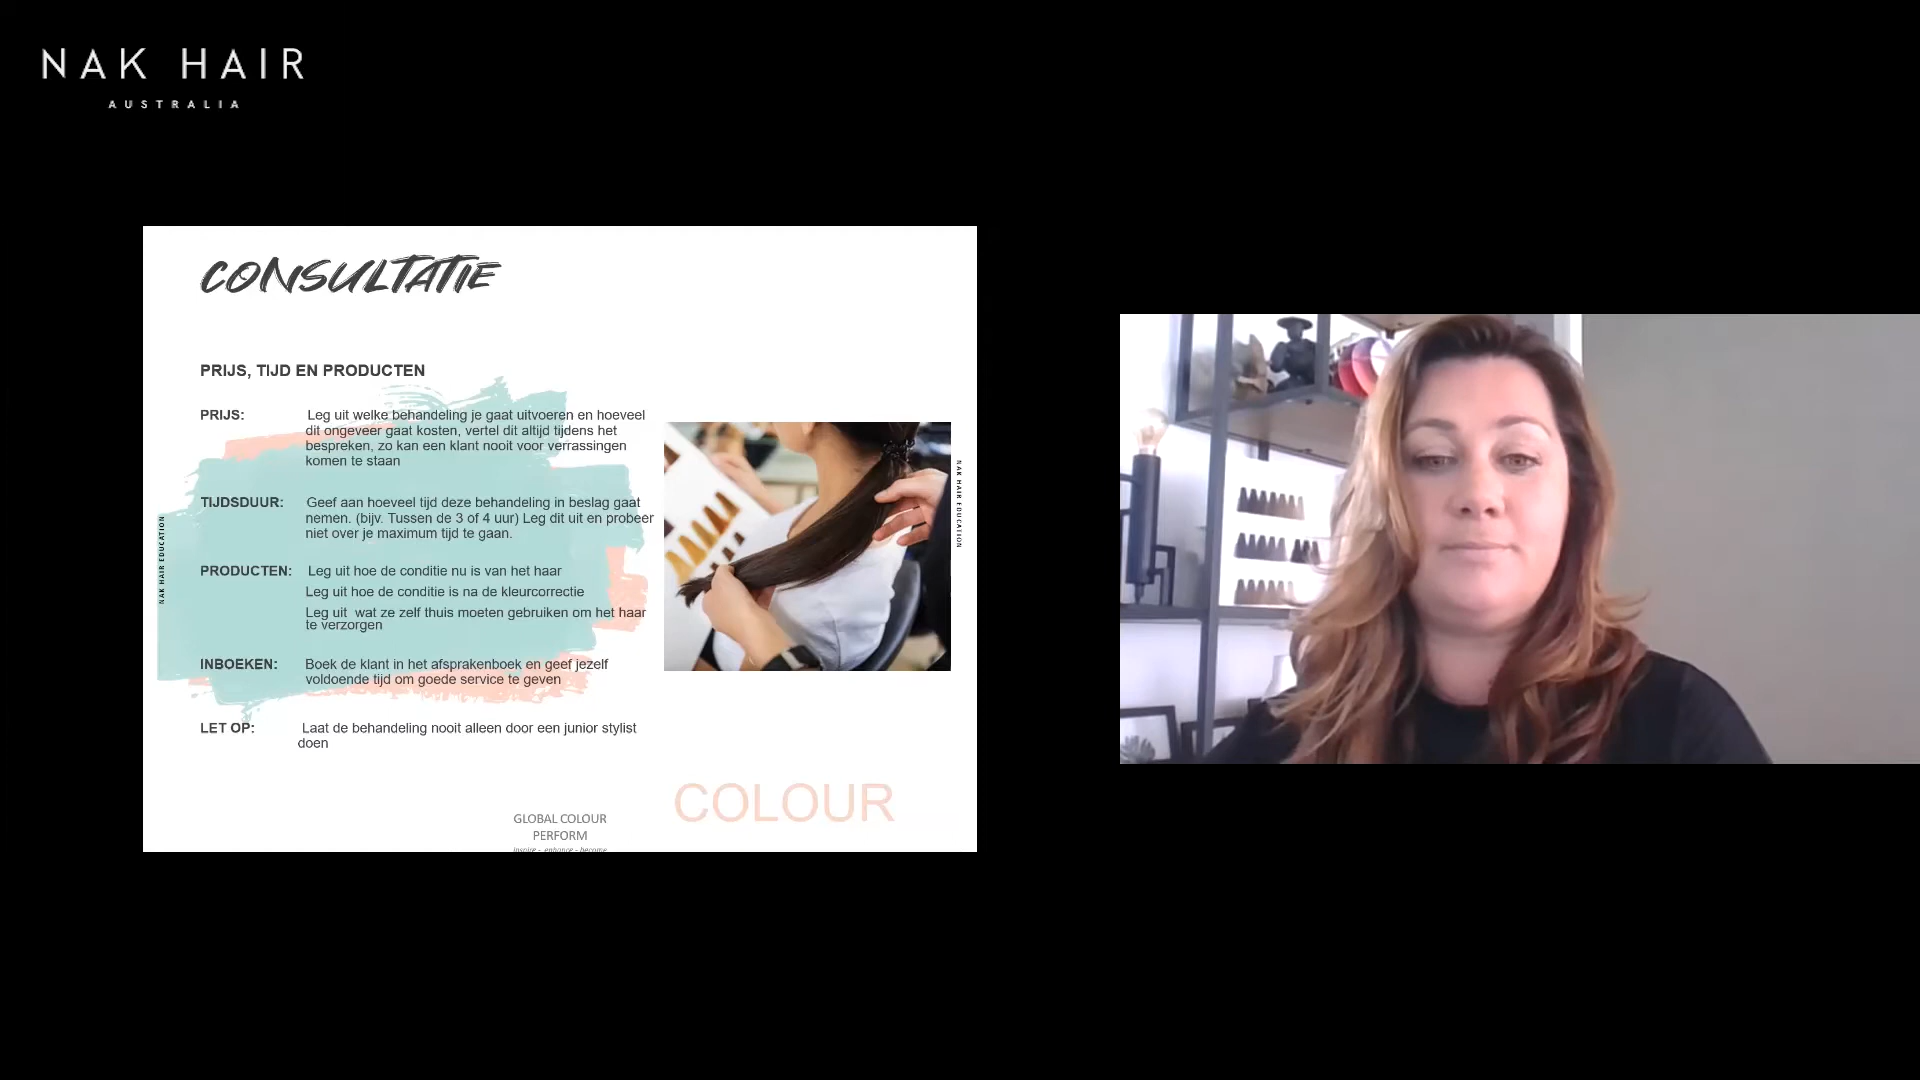 NAK HAIR
AUSTRALIA
CONSULTATIE
PRIJS, TIJD EN PRODUCTEN
PRIJS: Leg uit welke behandeling je gaat uitvoeren en hoeveel
dit ongeveer gaat kosten, vertel dit altijd tijdens het
bespreken, zo kan een klant nooit voor verrassingen
komen te staan
TIJDSDUUR: Geef aan hoeveel tijd deze behandeling in beslag gaat
nemen. (bijv. Tussen de 3 of 4 uur) Leg dit uit en probeer
niet over je maximum tijd te gaan.
PRODUCTEN: Leg uit hoe de conditie nu is van het haar
Leg uit hoe de conditie is na de kleurcorrectie
Leg uit wat ze zelf thuis moeten gebruiken om het haar
te verzorgen
INBOEKEN: Boek de klant in het afsprakenboek en geef jezelf
voldoende tijd om goede service te geven
LET OP: Laat de behandeling nooit alleen door een junior stylist
doen
NAK HAIR EDUCATION
NAK HAIR EDUCATION
COLOUR
GLOBAL COLOUR
PERFORM
inspire - enhance - become